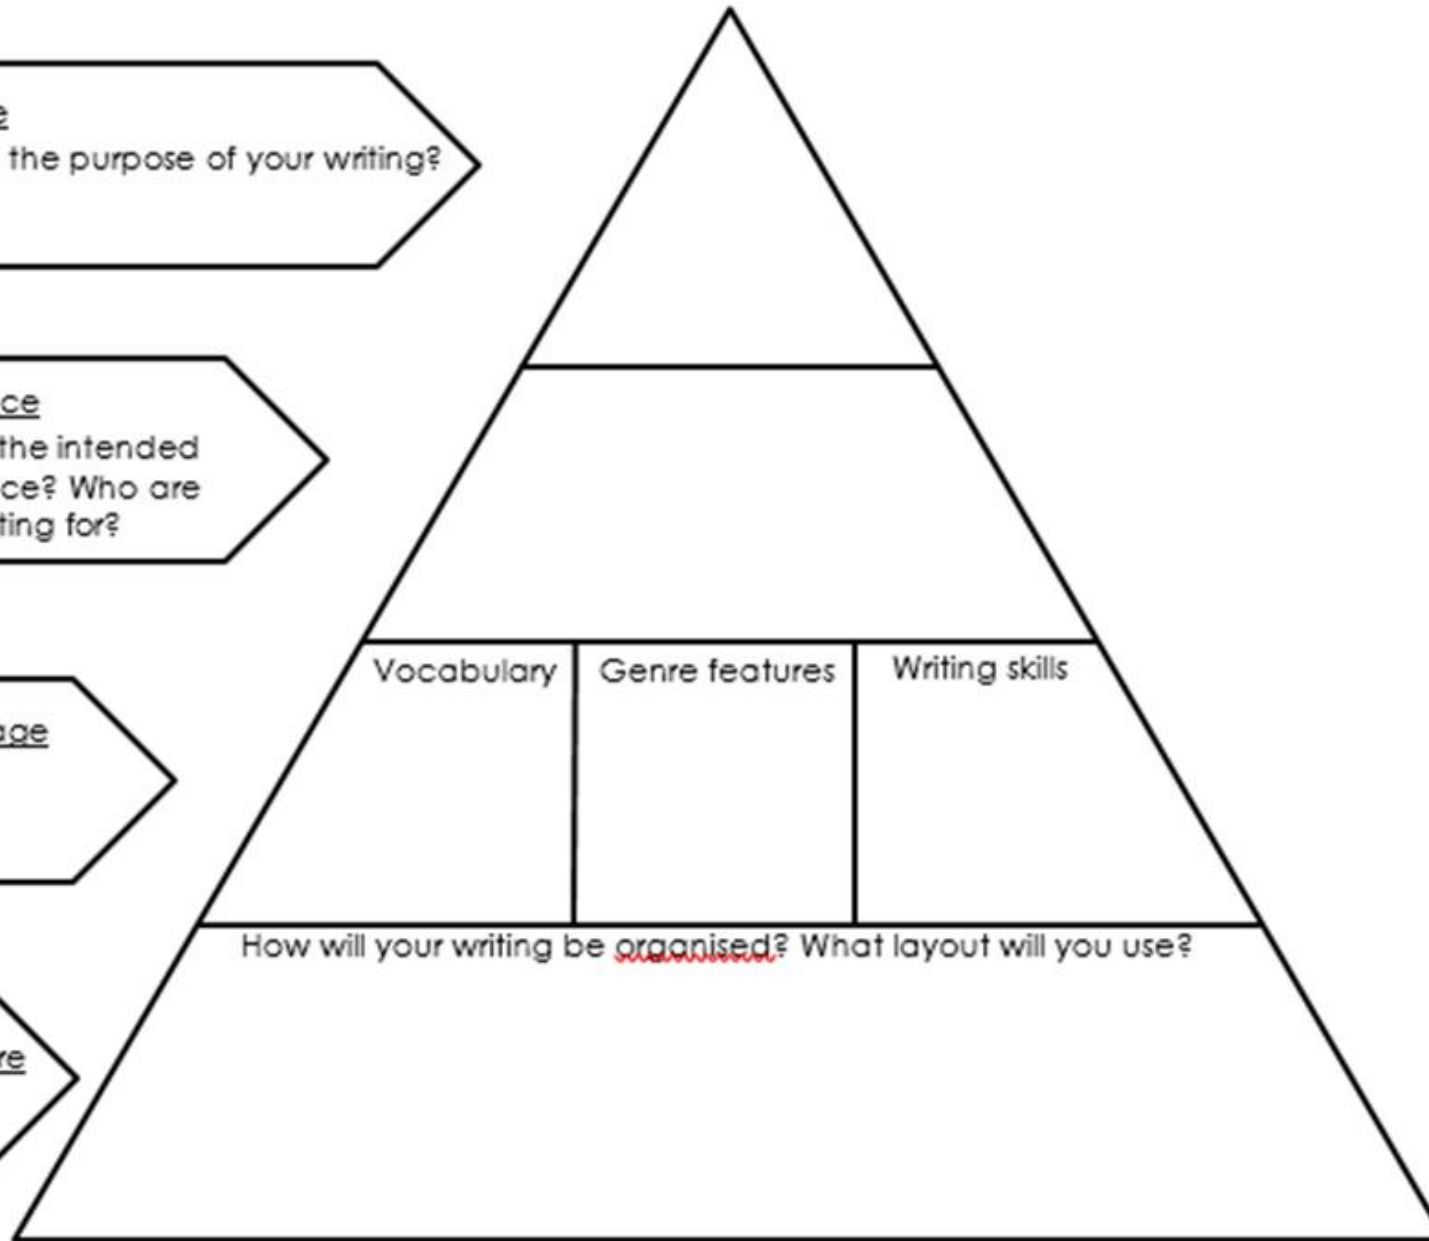 e
the purpose of your writing?
ce
the intended
ce? Who are
ting for?
Vocabulary
Genre features
Writing skills
age
How will your writing be organised? What layout will you use?
re